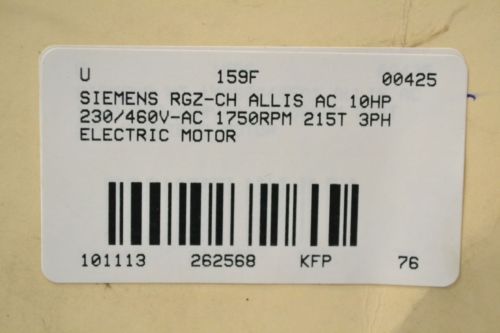 U 159F 00425
SIEMENS RGZ-CH ALLIS AC 10HP
230/460V-AC 1750RPM 215T 3PH
ELECTRIC MOTOR
101113 262568 KFP 76